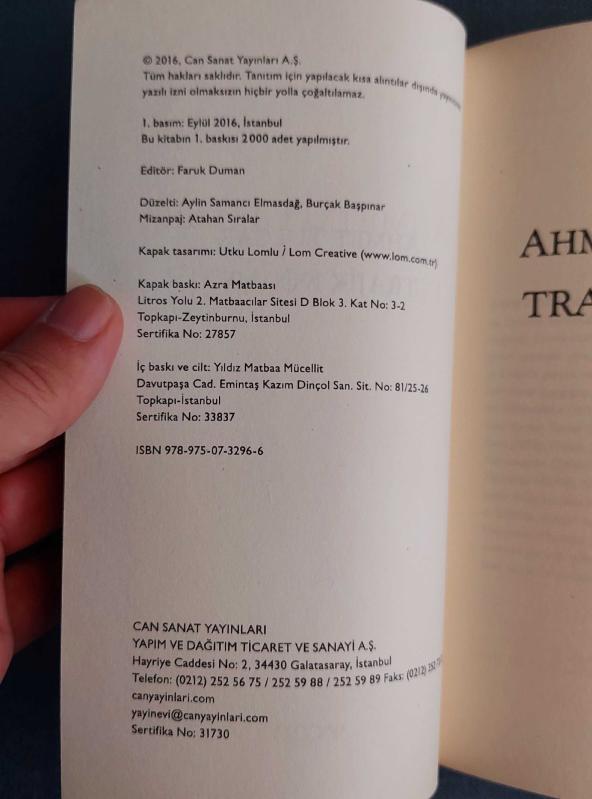 © 2016, Can Sanat Yayınları A.Ş.
Tüm hakları saklıdır. Tanıtım için yapılacak kısa alıntılar dışında
yazılı izni olmaksızın hiçbir yolla çoğaltılamaz.
1. basım: Eylül 2016, İstanbul
Bu kitabın 1. baskısı 2000 adet yapılmıştır.
Editör: Faruk Duman
Düzelti: Aylin Samancı Elmasdağ, Burçak Başpınar
Mizanpaj: Atahan Sıralar
Kapak tasarımı: Utku Lomlu / Lom Creative (www.lom.com.tr)
Kapak baskı: Azra Matbaası
Litros Yolu 2. Matbaacılar Sitesi D Blok 3. Kat No: 3-2
Topkapı-Zeytinburnu, İstanbul
Sertifika No: 27857
İç baskı ve cilt: Yıldız Matbaa Mücellit
Davutpaşa Cad. Emintaş Kazım Dinçol San. Sit. No: 81/25-26
Topkapı-İstanbul
Sertifika No: 33837
ISBN 978-975-07-3296-6
CAN SANAT YAYINLARI
YAPIM VE DAĞITIM TİCARET VE SANAYİ A.Ş.
Hayriye Caddesi No: 2, 34430 Galatasaray, İstanbul
Telefon: (0212) 252 56 75 / 252 59 88 / 252 59 89 Faks: (0212) 252
canyayinlari.com
yayinevi@canyayinlari.com
Sertifika No: 31730
AHM
TRA